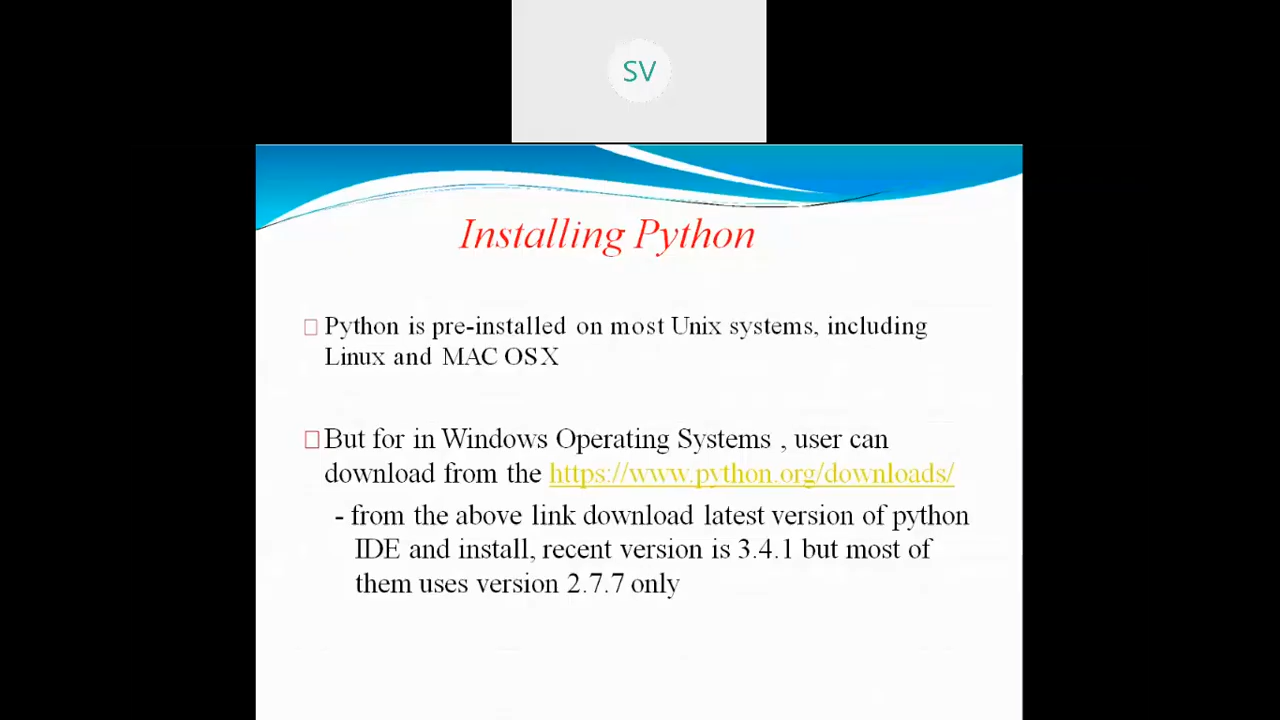 SV
Installing Python
Python is pre-installed on most Unix systems, including
Linux and MAC OS X
But for in Windows Operating Systems , user can
download from the https://www.python.org/downloads/
- from the above link download latest version of python
IDE and install, recent version is 3.4.1 but most of
them uses version 2.7.7 only